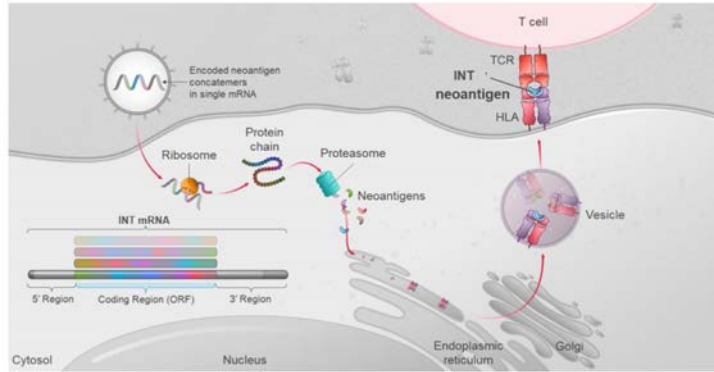 T cell
TCR
INT
neoantigen
HLA
Encoded neoantigen
concatemers
in single mRNA
Ribosome
Protein
chain
Proteasome
Neoantigens
Vesicle
INT mRNA
5' Region
Coding Region (ORF)
3' Region
Endoplasmic
reticulum
Golgi
Cytosol
Nucleus